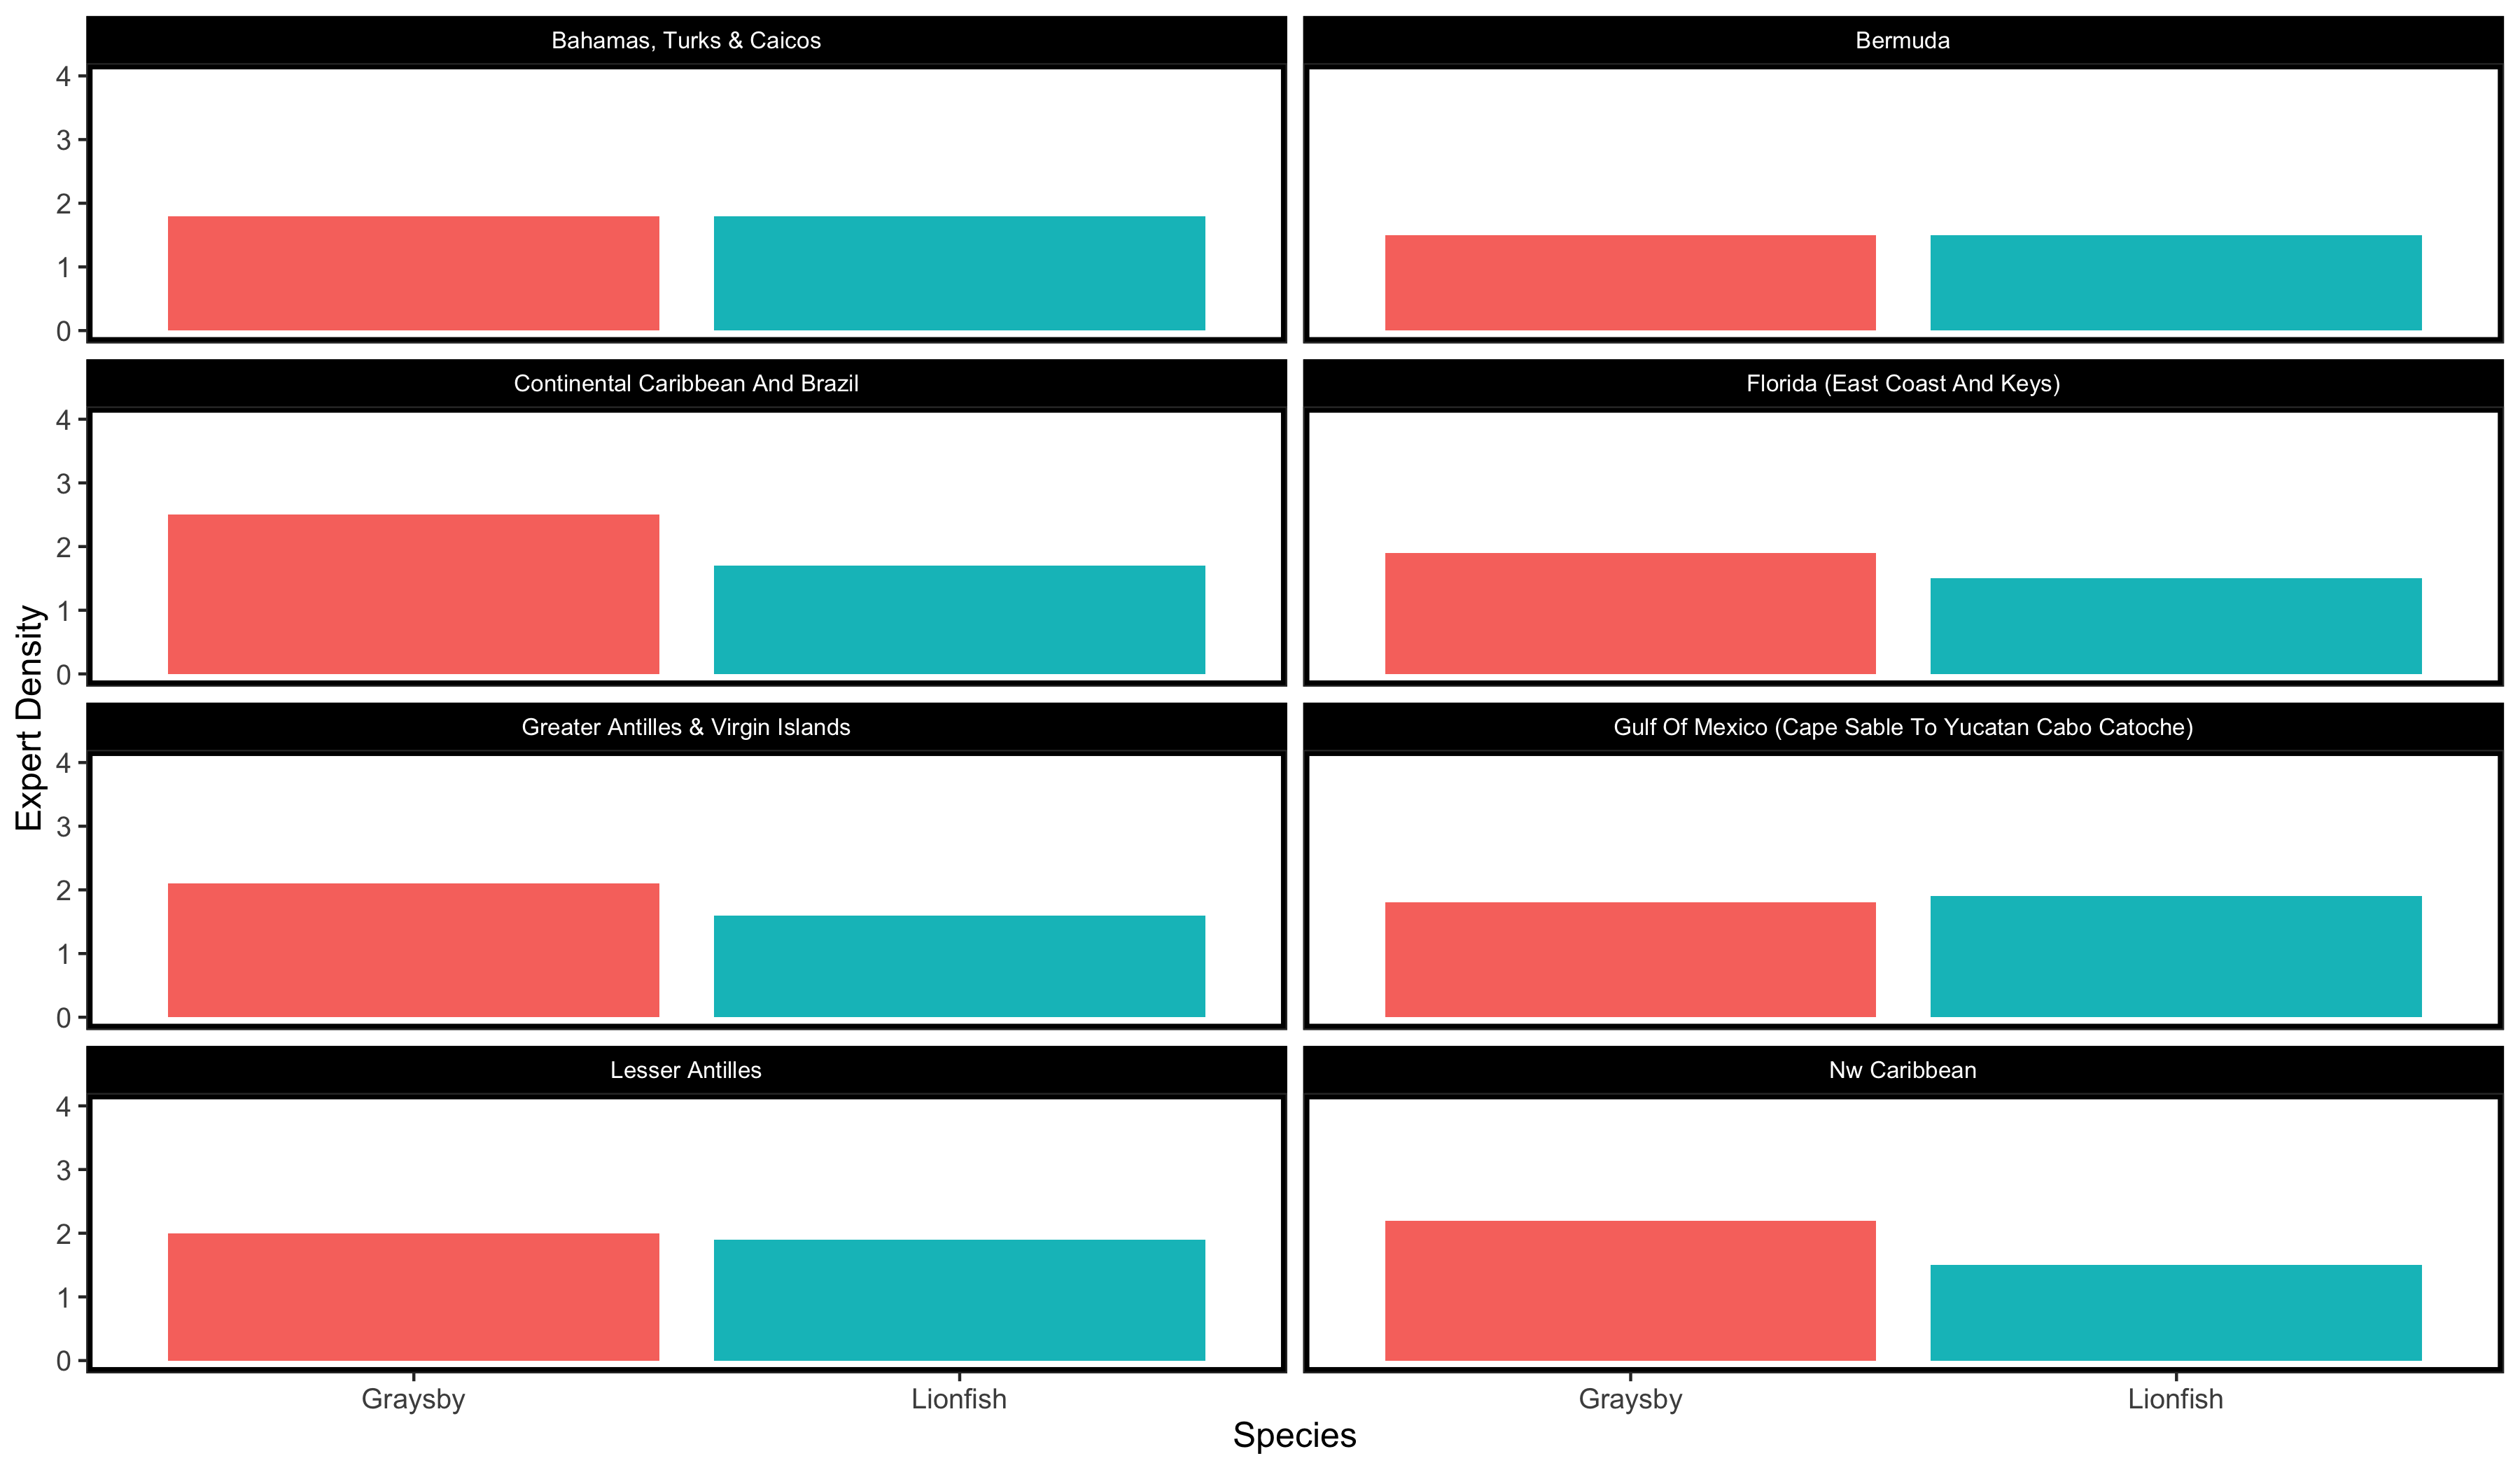 Bahamas, Turks & Caicos
Bermuda
4
3
2
1
0
Continental Caribbean And Brazil
Florida (East Coast And Keys)
4
3
2
1
0
Greater Antilles & Virgin Islands
Gulf Of Mexico (Cape Sable To Yucatan Cabo Catoche)
4
3
2
1
0
Lesser Antilles
Nw Caribbean
4
3
2
1
0
Graysby
Lionfish
Graysby
Lionfish
Species
Expert Density